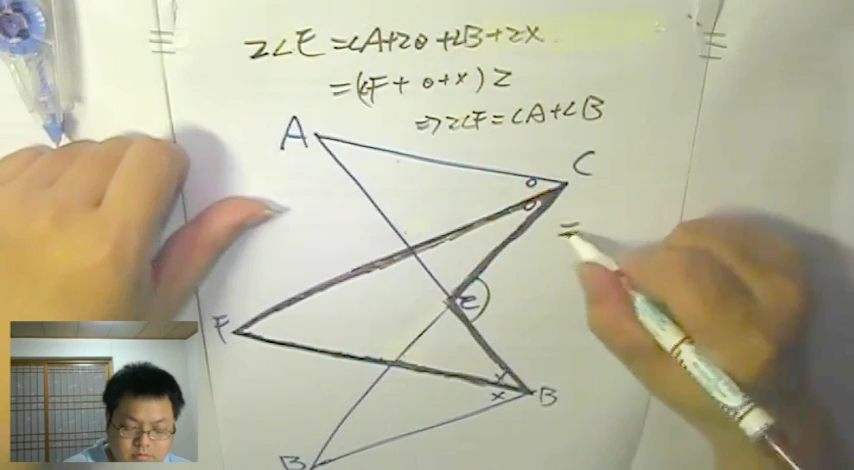 2∠E = ∠A+2o+∠B+2x
=(∠F + o+x) 2
⇒ 2∠F = ∠A+∠B
A
C
o
o
=
E
F
x
x
B
B